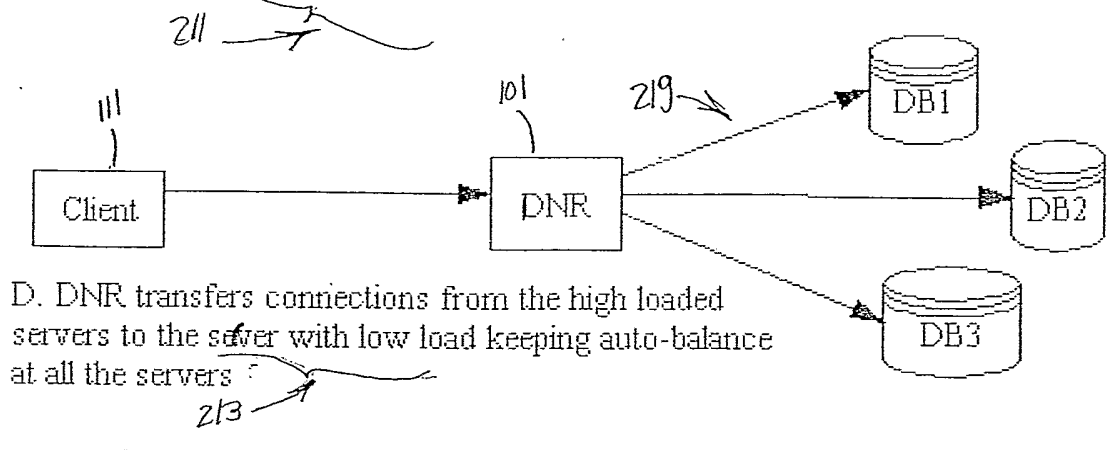 211
111
101
219
DB1
Client
DNR
DB2
D. DNR transfers connections from the high loaded
servers to the sever with low load keeping auto-balance
at all the servers
DB3
213